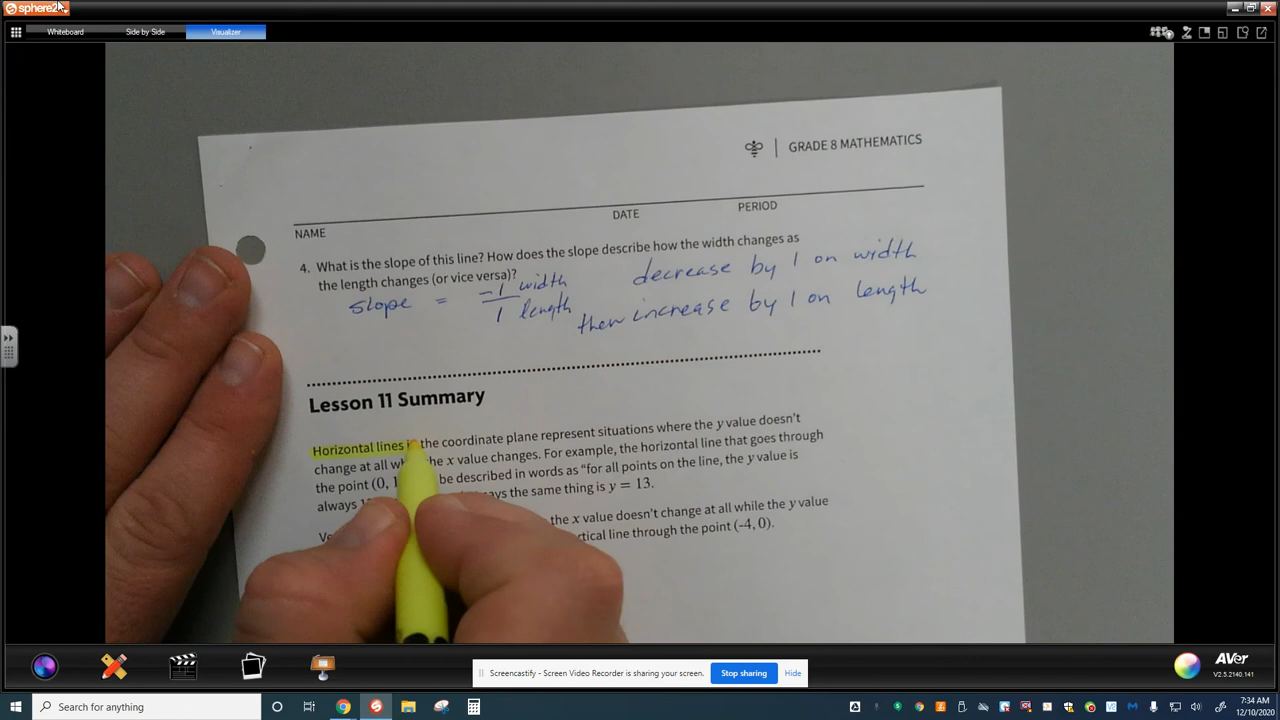 sphere2
Whiteboard
Side by Side
Visualizer
GRADE 8 MATHEMATICS
NAME
DATE
PERIOD
4. What is the slope of this line? How does the slope describe how the width changes as
the length changes (or vice versa)?
slope = -1 width
1 length
decrease by 1 on width
then increase by 1 on length
Lesson 11 Summary
Horizontal lines the coordinate plane represent situations where the y value doesn't
change at all the x value changes. For example, the horizontal line that goes through
the point (0, be described in words as "for all points on the line, the y value is
always says the same thing is y = 13.
the x value doesn't change at all while the y value
line through the point (-4, 0).
Screencastify - Screen Video Recorder is sharing your screen.
Stop sharing
Hide
AVer
V2.5.2140.141
Search for anything
7:34 AM
12/10/2020